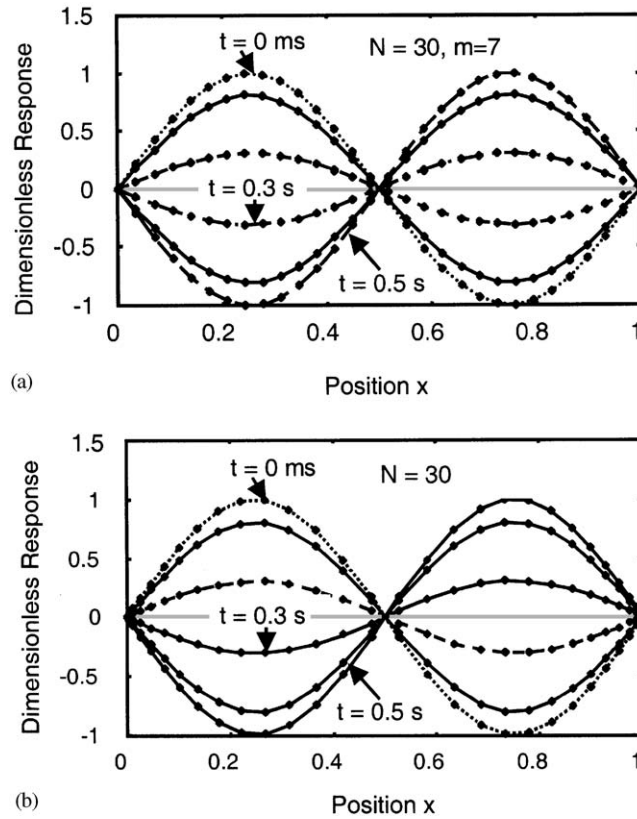 1.5
t = 0 ms
N = 30, m=7
1
0.5
0
t = 0.3 s
-0.5
t = 0.5 s
-1
0
0.2
0.4
0.6
0.8
1
Dimensionless Response
Position x
(a)
1.5
t = 0 ms
N = 30
1
0.5
0
t = 0.3 s
-0.5
t = 0.5 s
-1
0
0.2
0.4
0.6
0.8
1
Dimensionless Response
Position x
(b)